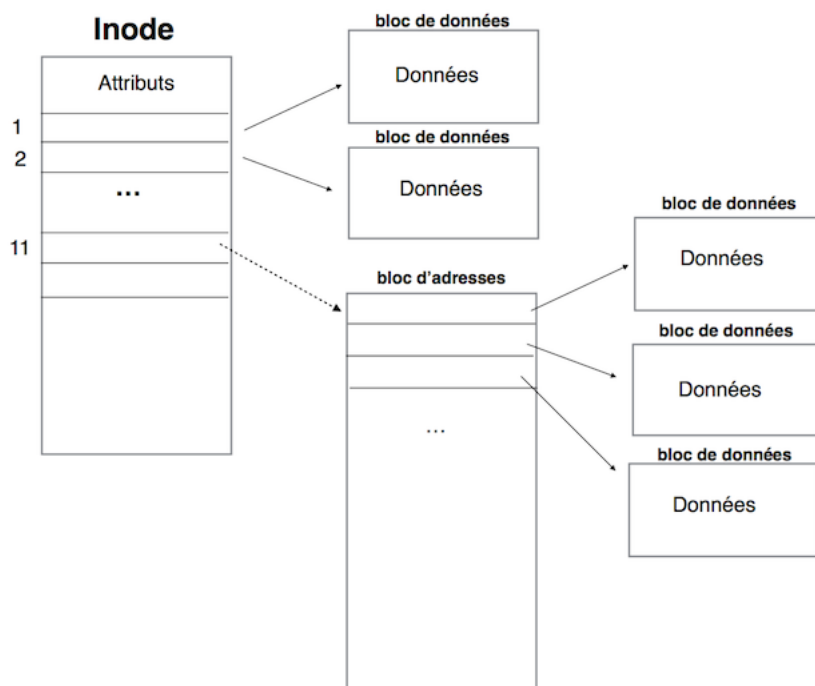 Inode
Attributs
1
2
...
11
bloc de données
Données
bloc de données
Données
bloc d'adresses
...
bloc de données
Données
bloc de données
Données
bloc de données
Données